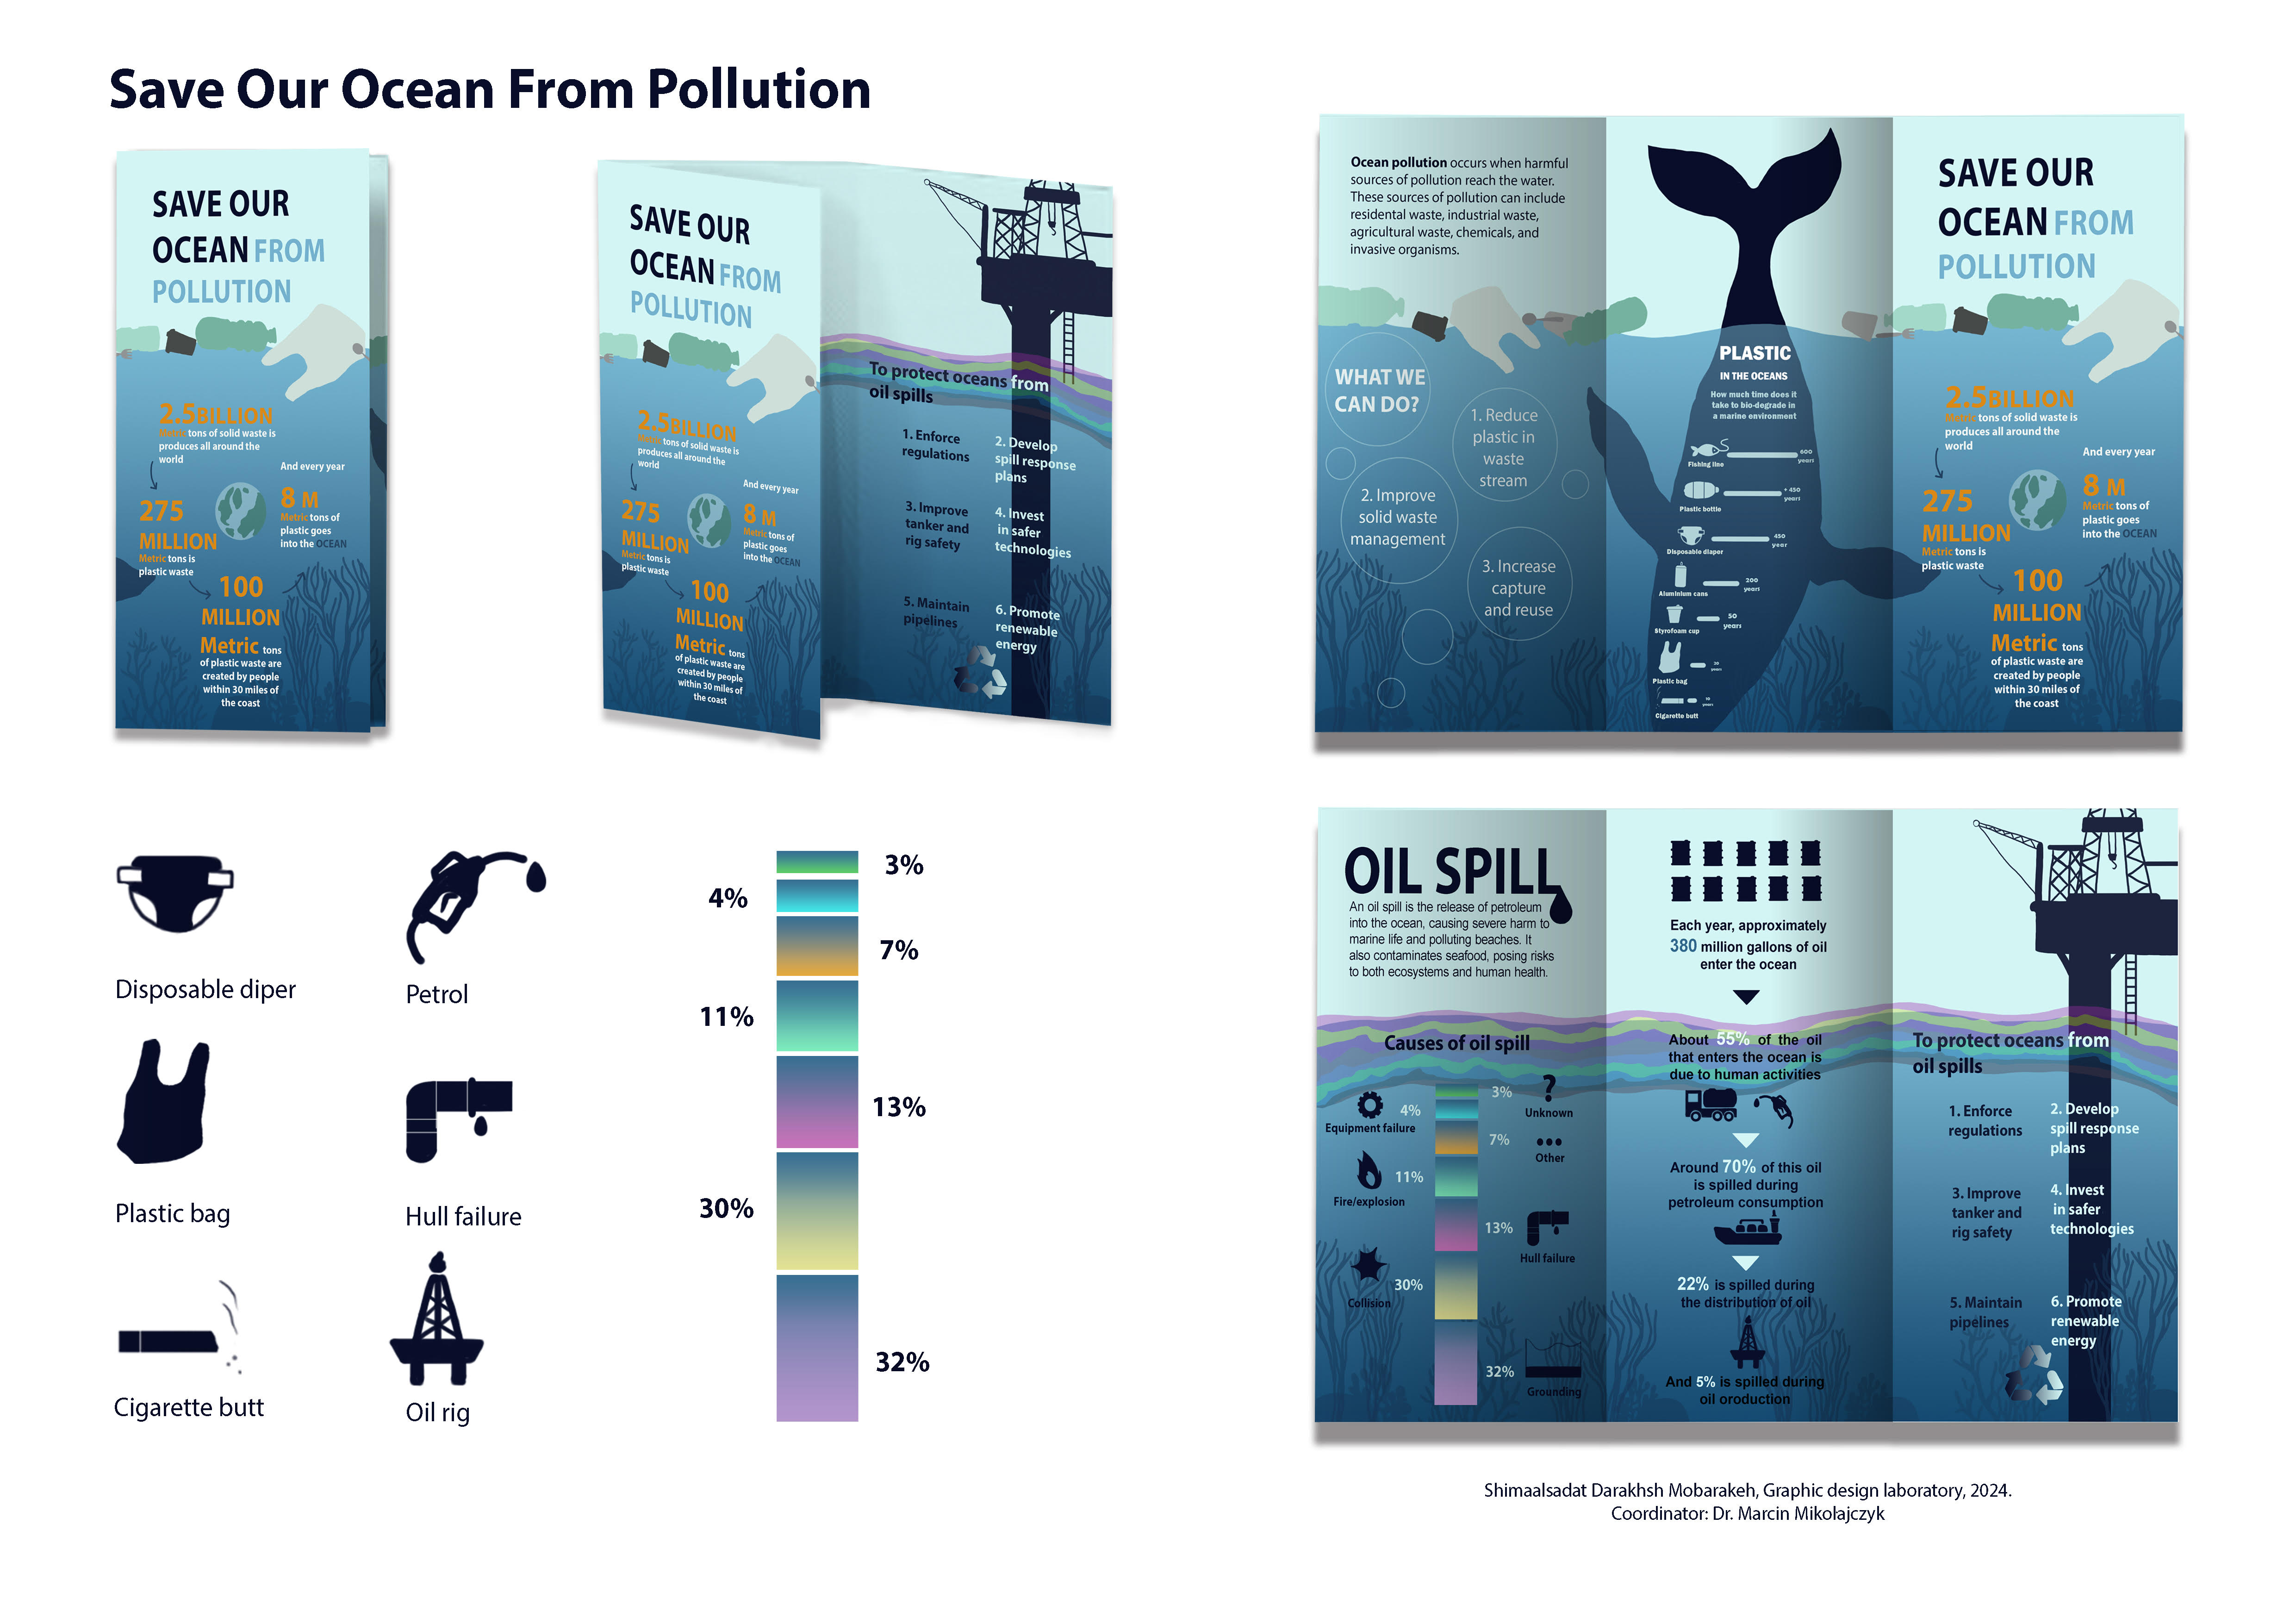 Save Our Ocean From Pollution
SAVE OUR
OCEAN FROM
POLLUTION
2.5BILLION
Metric tons of solid waste is
produces all around the
world
And every year
275
MILLION
Metric tons is
plastic waste
8 M
Metric tons of
plastic goes
into the OCEAN
100
MILLION
Metric tons
of plastic waste are
created by people
within 30 miles of
the coast
SAVE OUR
OCEAN FROM
POLLUTION
2.5BILLION
Metric tons of solid waste is
produces all around the
world
And every year
275
MILLION
Metric tons is
plastic waste
8 M
Metric tons of
plastic goes
into the OCEAN
100
MILLION
Metric tons
of plastic waste are
created by people
within 30 miles of
the coast
To protect oceans from
oil spills
1. Enforce
regulations
2. Develop
spill response
plans
3. Improve
tanker and
rig safety
4. Invest
in safer
technologies
5. Maintain
pipelines
6. Promote
renewable
energy
Ocean pollution occurs when harmful
sources of pollution reach the water.
These sources of pollution can include
residental waste, industrial waste,
agricultural waste, chemicals, and
invasive organisms.
WHAT WE
CAN DO?
1. Reduce
plastic in
waste
stream
2. Improve
solid waste
management
3. Increase
capture
and reuse
PLASTIC
IN THE OCEANS
How much time does it
take to bio-degrade in
a marine environment
Fishing line
600
years
Plastic bottle
+ 450
years
Disposable diaper
450
year
Aluminium cans
200
years
Styrofoam cup
50
years
Plastic bag
20
years
Cigarette butt
10
years
SAVE OUR
OCEAN FROM
POLLUTION
2.5BILLION
Metric tons of solid waste is
produces all around the
world
And every year
275
MILLION
Metric tons is
plastic waste
8 M
Metric tons of
plastic goes
into the OCEAN
100
MILLION
Metric tons
of plastic waste are
created by people
within 30 miles of
the coast
Disposable diper
Petrol
Plastic bag
Hull failure
Cigarette butt
Oil rig
3%
4%
7%
11%
13%
30%
32%
OIL SPILL
An oil spill is the release of petroleum
into the ocean, causing severe harm to
marine life and polluting beaches. It
also contaminates seafood, posing risks
to both ecosystems and human health.
Causes of oil spill
3%
Unknown
4%
Equipment failure
7%
Other
11%
Fire/explosion
13%
Hull failure
30%
Collision
32%
Grounding
Each year, approximately
380 million gallons of oil
enter the ocean
About 55% of the oil
that enters the ocean is
due to human activities
Around 70% of this oil
is spilled during
petroleum consumption
22% is spilled during
the distribution of oil
And 5% is spilled during
oil oroduction
To protect oceans from
oil spills
1. Enforce
regulations
2. Develop
spill response
plans
3. Improve
tanker and
rig safety
4. Invest
in safer
technologies
5. Maintain
pipelines
6. Promote
renewable
energy
Shimaalsadat Darakhsh Mobarakeh, Graphic design laboratory, 2024.
Coordinator: Dr. Marcin Mikołajczyk